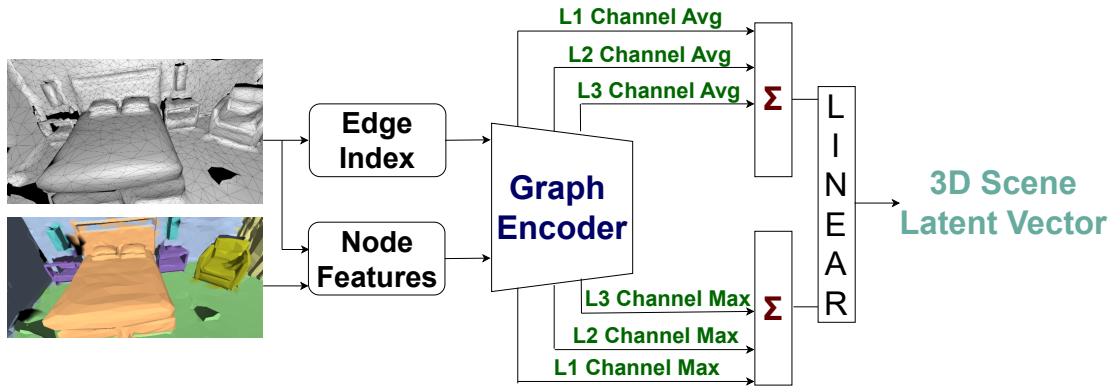 L1 Channel Avg
L2 Channel Avg
L3 Channel Avg
Σ
Edge
Index
Graph
Encoder
Node
Features
L3 Channel Max
L2 Channel Max
L1 Channel Max
Σ
L
I
N
E
A
R
3D Scene
Latent Vector